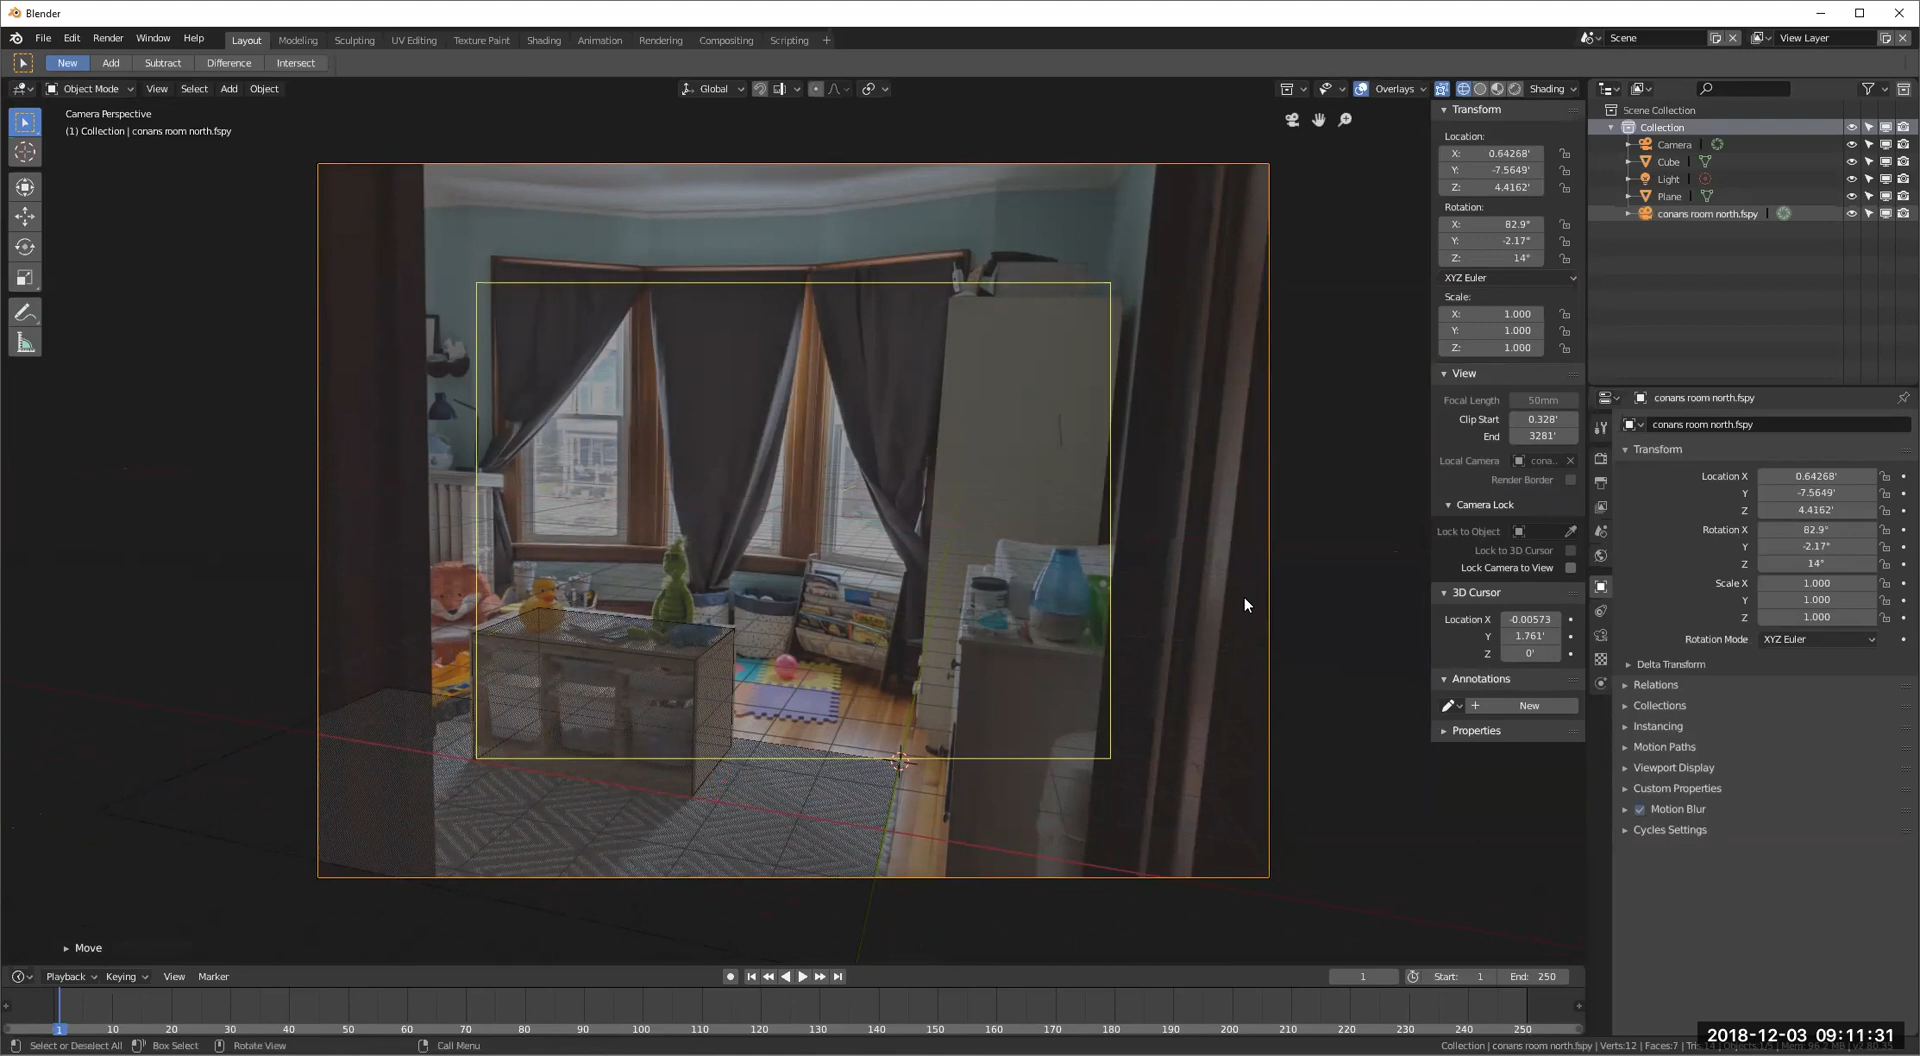 Blender
File Edit Render Window Help Layout Modeling Sculpting UV Editing Texture Paint Shading Animation Rendering Compositing Scripting + Scene View Layer
New Add Subtract Difference Intersect
Object Mode View Select Add Object Global Overlays Shading
Camera Perspective
(1) Collection | conans room north.fspy
Transform
Location:
X: 0.64268'
Y: -7.5649'
Z: 4.4162'
Rotation:
X: 82.9°
Y: -2.17°
Z: 14°
XYZ Euler
Scale:
X: 1.000
Y: 1.000
Z: 1.000
View
Focal Length 50mm
Clip Start 0.328'
End 3281'
Local Camera cona..
Render Border
Camera Lock
Lock to Object
Lock to 3D Cursor
Lock Camera to View
3D Cursor
Location X -0.00573
Y 1.761'
Z 0'
Annotations
+ New
Properties
Scene Collection
Collection
Camera
Cube
Light
Plane
conans room north.fspy
conans room north.fspy
conans room north.fspy
Transform
Location X 0.64268'
Y -7.5649'
Z 4.4162'
Rotation X 82.9°
Y -2.17°
Z 14°
Scale X 1.000
Y 1.000
Z 1.000
Rotation Mode XYZ Euler
Delta Transform
Relations
Collections
Instancing
Motion Paths
Viewport Display
Custom Properties
Motion Blur
Cycles Settings
Move
Playback Keying View Marker 1 Start: 1 End: 250
1 10 20 30 40 50 60 70 80 90 100 110 120 130 140 150 160 170 180 190 200 210 220 230 240 250
2018-12-03 09:11:31
Select or Deselect All Box Select Rotate View Call Menu Collection | conans room north.fspy | Verts:12 | Faces:7 |